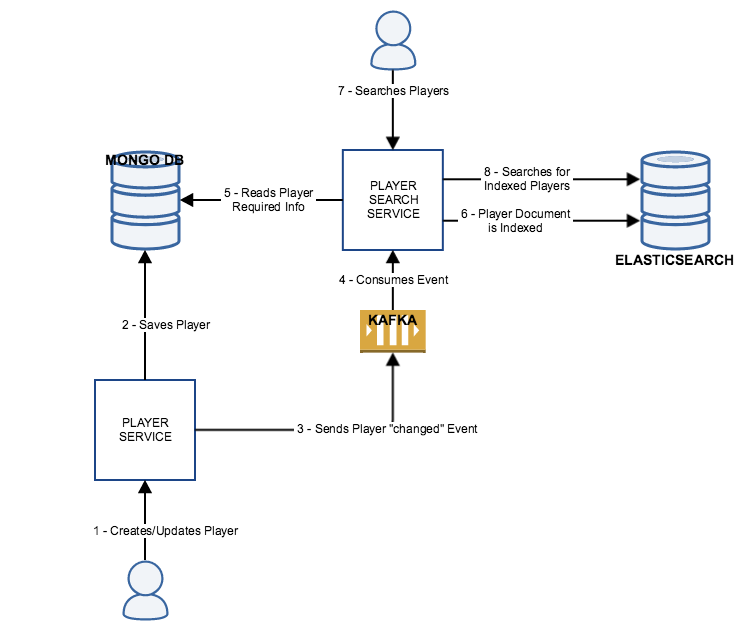 7 - Searches Players
MONGO DB
PLAYER
SEARCH
SERVICE
8 - Searches for
Indexed Players
5 - Reads Player
Required Info
6 - Player Document
is Indexed
ELASTICSEARCH
4 - Consumes Event
KAFKA
2 - Saves Player
PLAYER
SERVICE
3 - Sends Player "changed" Event
1 - Creates/Updates Player